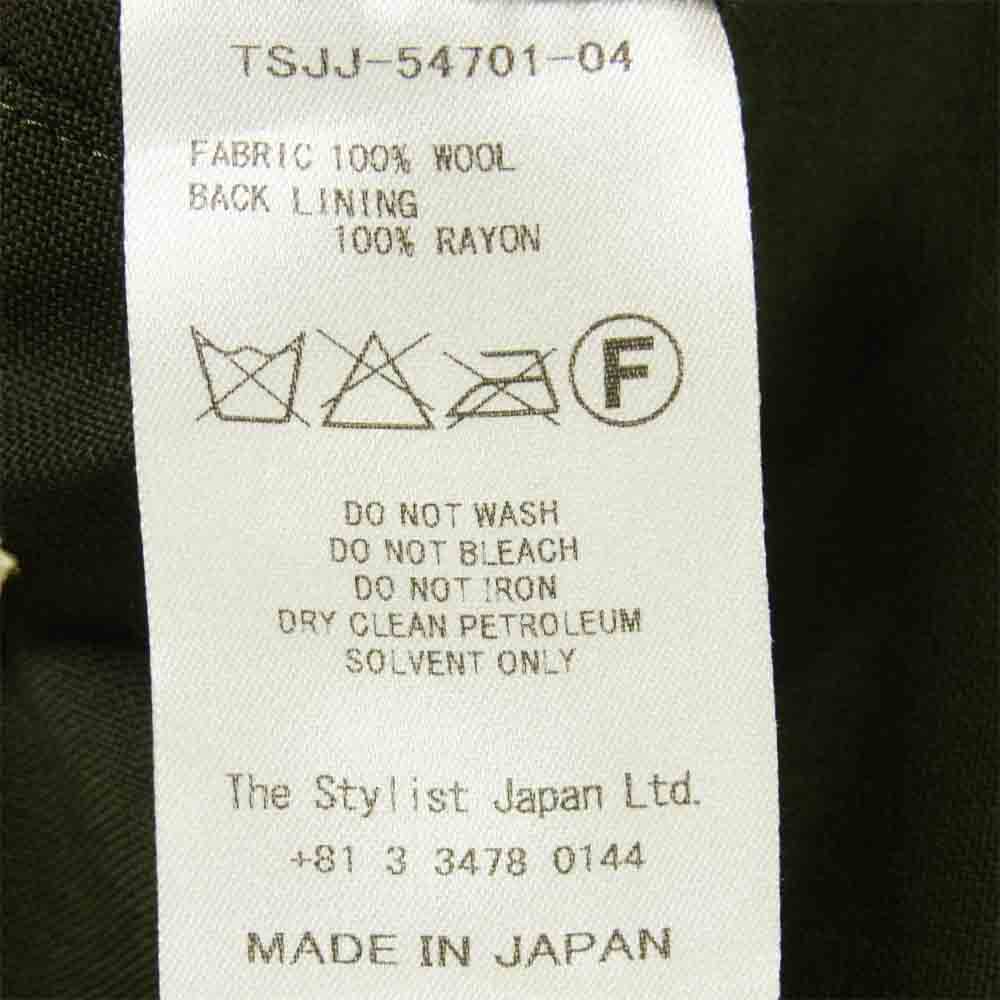 TSJJ-54701-04
FABRIC 100% WOOL
BACK LINING
100% RAYON
F
DO NOT WASH
DO NOT BLEACH
DO NOT IRON
DRY CLEAN PETROLEUM
SOLVENT ONLY
The Stylist Japan Ltd.
+81 3 3478 0144
MADE IN JAPAN